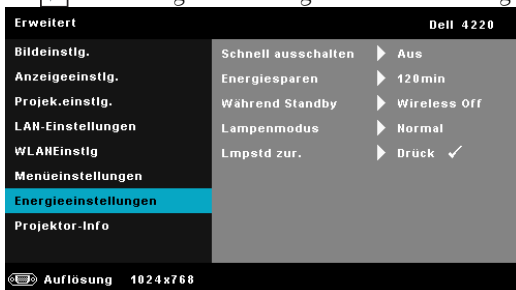 Erweitert Dell 4220
Bildeinstlg.
Anzeigeeinstlg.
Projek.einstlg.
LAN-Einstellungen
WLANEinstlg
Menüeinstellungen
Energieeinstellungen
Projektor-Info
Schnell ausschalten Aus
Energiesparen 120min
Während Standby Wireless Off
Lampenmodus Normal
Lmpstd zur. Drück ✓
Auflösung 1024x768